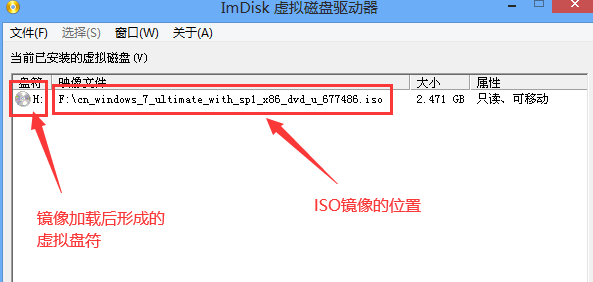 ImDisk 虚拟磁盘驱动器
文件(F) 选择(S) 窗口(W) 关于(A)
当前已安装的虚拟磁盘(V)
盘符 映像文件 大小 属性
H: F:\cn_windows_7_ultimate_with_sp1_x86_dvd_u_677486.iso 2.471 GB 只读、可移动
ISO镜像的位置
镜像加载后形成的
虚拟盘符